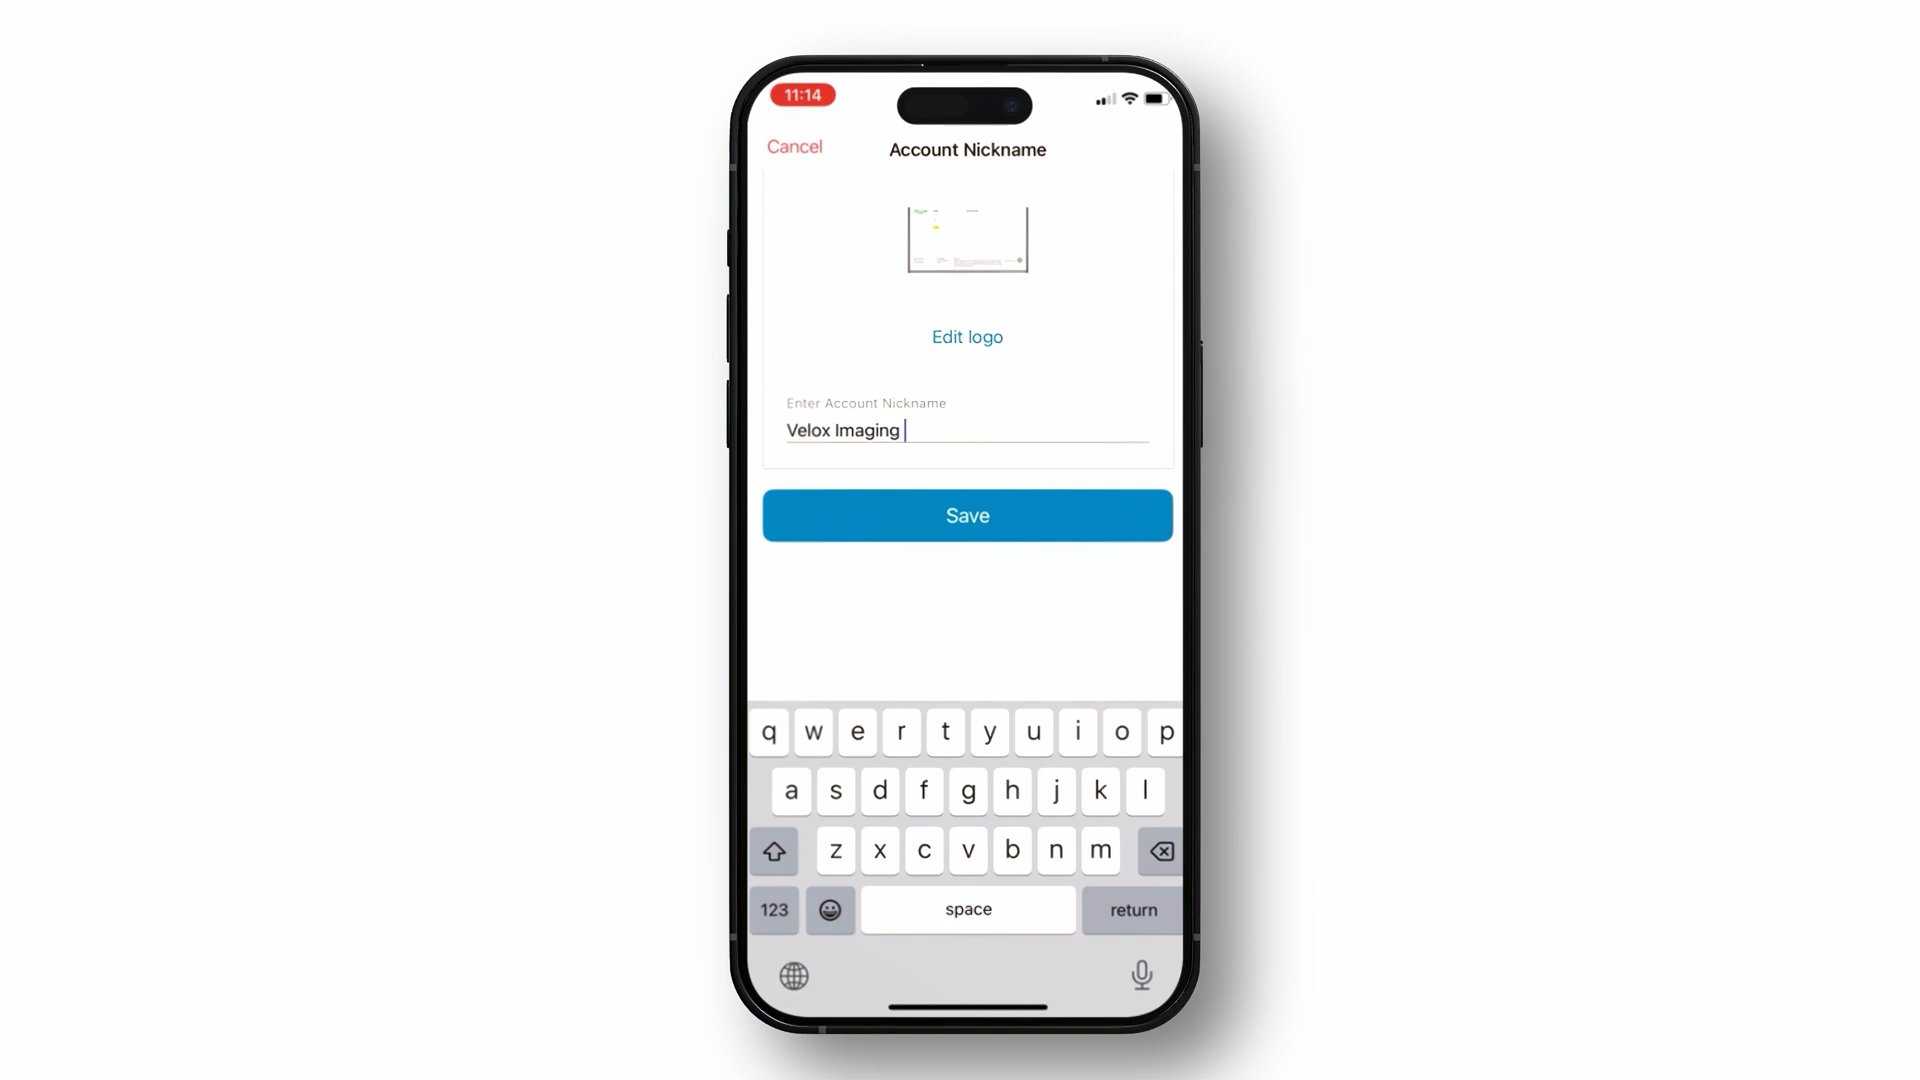 11:14
Cancel
Account Nickname
Edit logo
Enter Account Nickname
Velox Imaging
Save
q w e r t y u i o p
a s d f g h j k l
z x c v b n m
123 space return